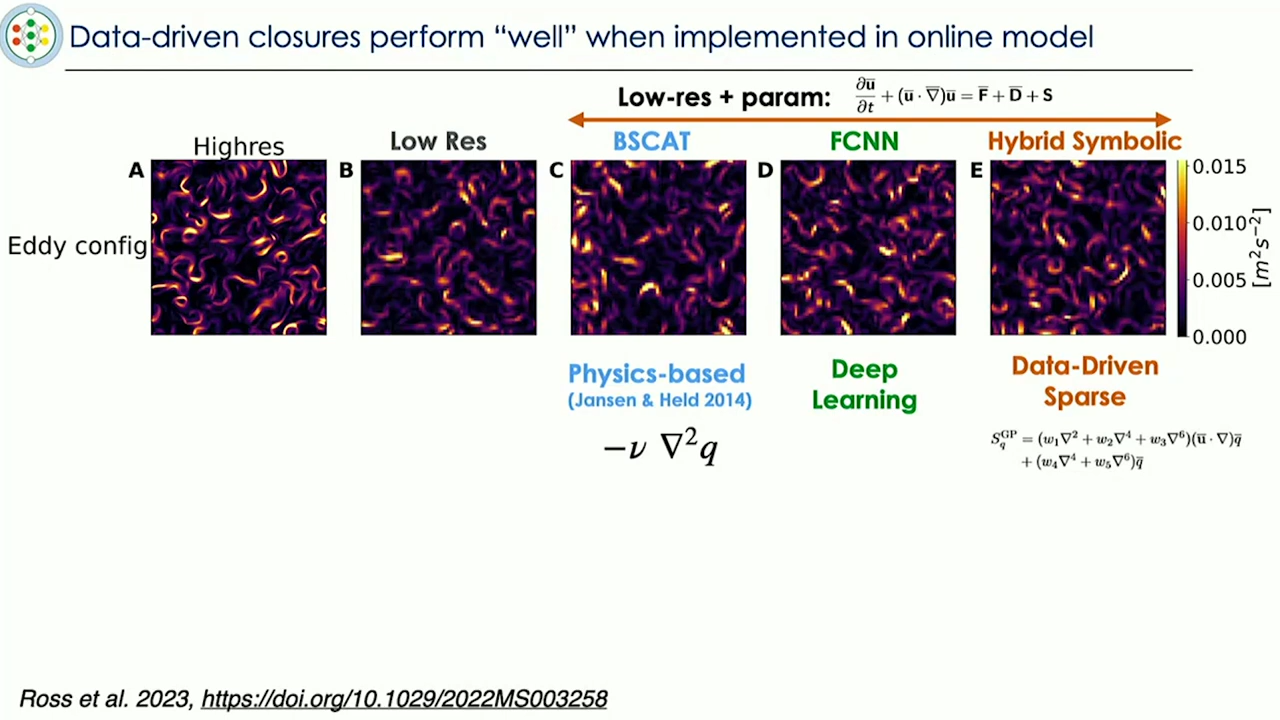 Data-driven closures perform “well” when implemented in online model
Low-res + param: ∂u̅/∂t + (u̅ · ∇̅)u̅ = F̅ + D̅ + S
Highres
Low Res
BSCAT
FCNN
Hybrid Symbolic
A
B
C
D
E
Eddy config
0.015
0.010
0.005
0.000
[m²s⁻²]
Physics-based
(Jansen & Held 2014)
−ν ∇²q
Deep
Learning
Data-Driven
Sparse
S_q^GP = (w₁∇² + w₂∇⁴ + w₃∇⁶)(u̅ · ∇)q̅
+ (w₄∇⁴ + w₅∇⁶)q̅
Ross et al. 2023, https://doi.org/10.1029/2022MS003258